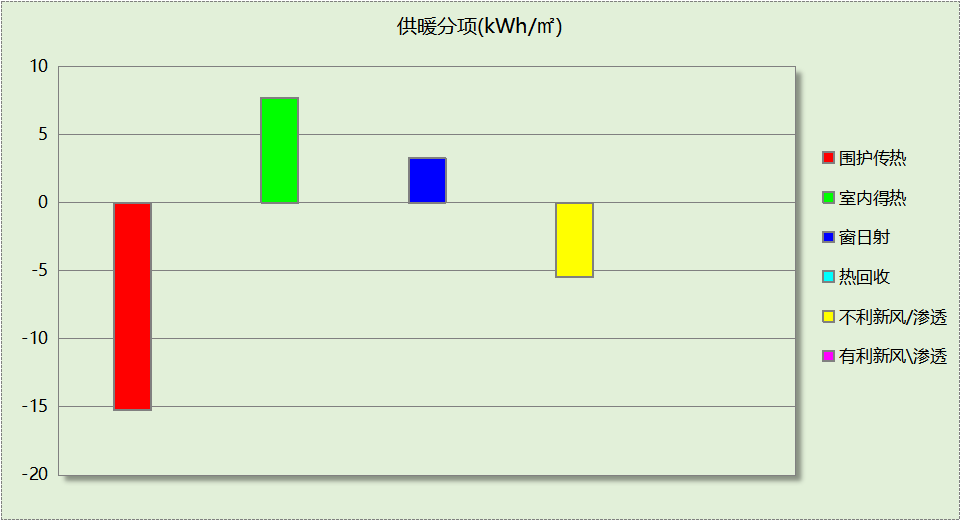 供暖分项(kWh/㎡)
10
5
0
-5
-10
-15
-20
围护传热
室内得热
窗日射
热回收
不利新风/渗透
有利新风\渗透